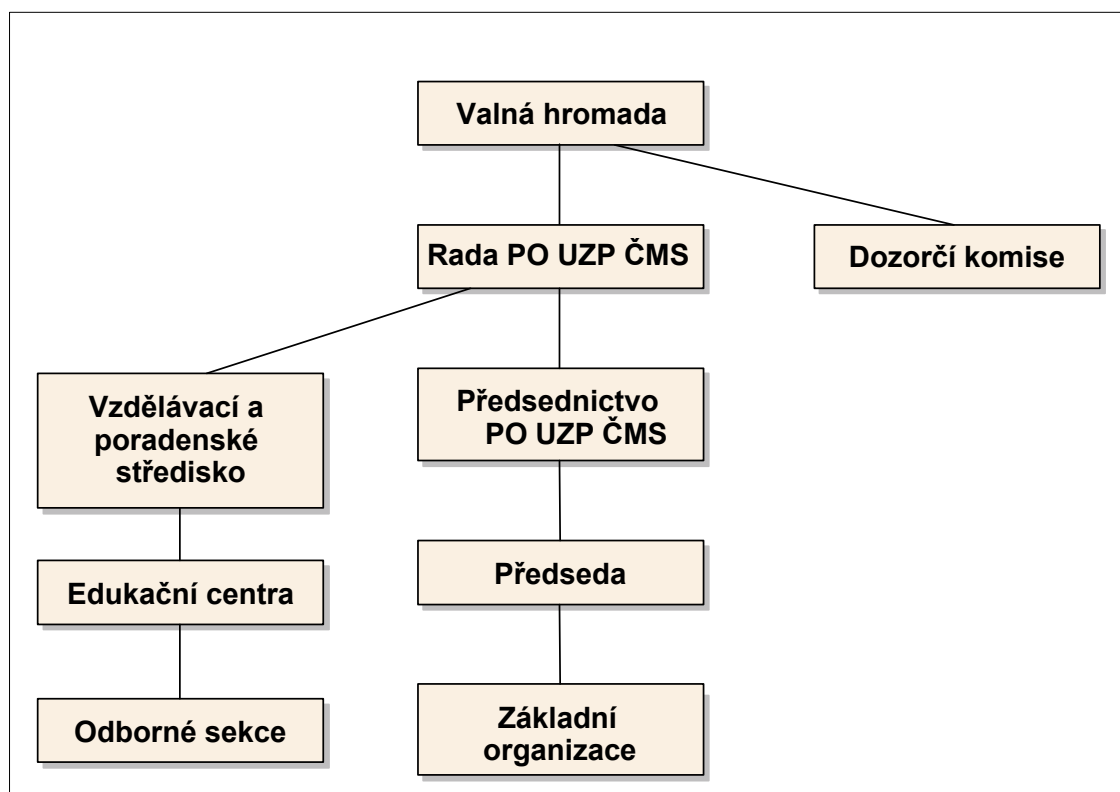 Valná hromada
Rada PO UZP ČMS
Dozorčí komise
Vzdělávací a
poradenské
středisko
Předsednictvo
PO UZP ČMS
Edukační centra
Předseda
Odborné sekce
Základní
organizace